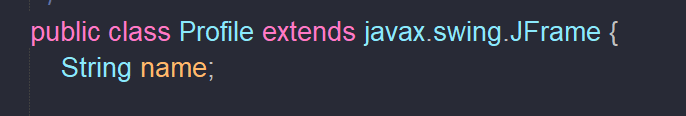 public class Profile extends javax.swing.JFrame {
String name;